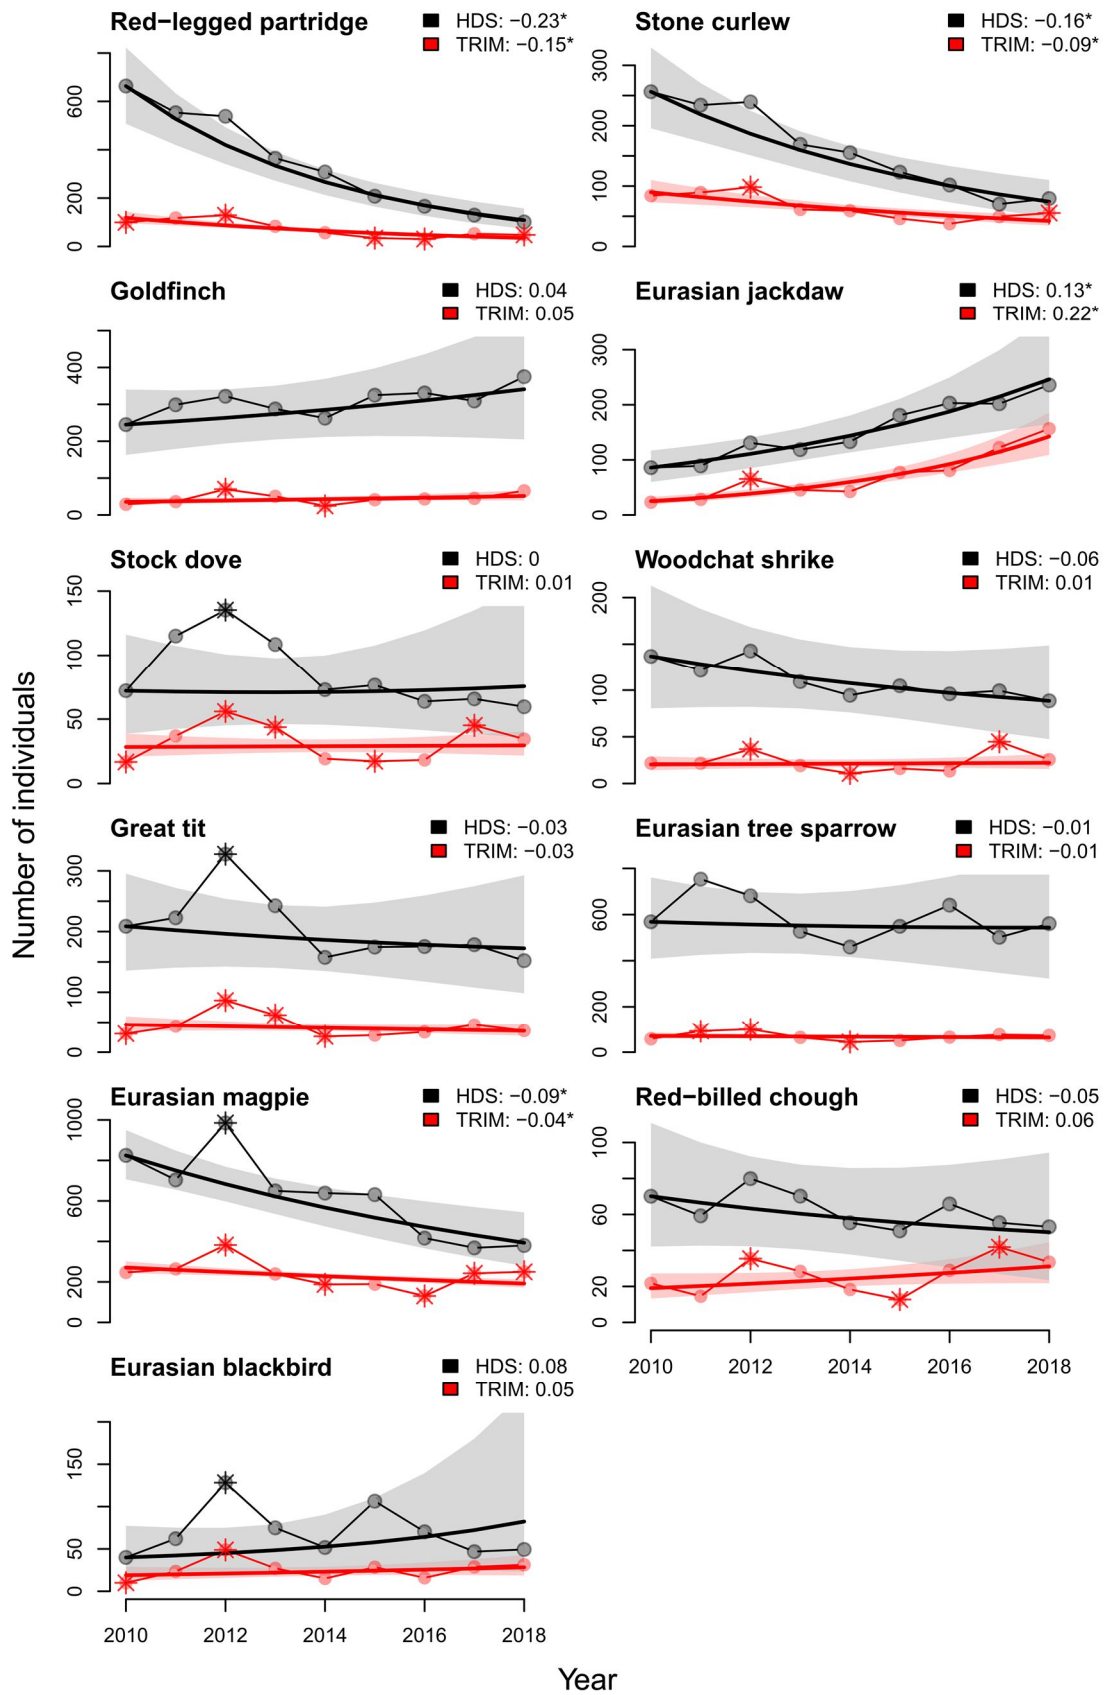 Red−legged partridge
HDS: −0.23*
TRIM: −0.15*
600
200
0
Stone curlew
HDS: −0.16*
TRIM: −0.09*
300
200
100
0
Goldfinch
HDS: 0.04
TRIM: 0.05
400
200
0
Eurasian jackdaw
HDS: 0.13*
TRIM: 0.22*
300
200
100
0
Stock dove
HDS: 0
TRIM: 0.01
150
100
50
0
Woodchat shrike
HDS: −0.06
TRIM: 0.01
200
100
50
0
Great tit
HDS: −0.03
TRIM: −0.03
300
200
100
0
Eurasian tree sparrow
HDS: −0.01
TRIM: −0.01
600
200
0
Eurasian magpie
HDS: −0.09*
TRIM: −0.04*
1000
600
200
0
Red−billed chough
HDS: −0.05
TRIM: 0.06
100
60
20
0
2010 2012 2014 2016 2018
Eurasian blackbird
HDS: 0.08
TRIM: 0.05
150
50
0
2010 2012 2014 2016 2018
Number of individuals
Year